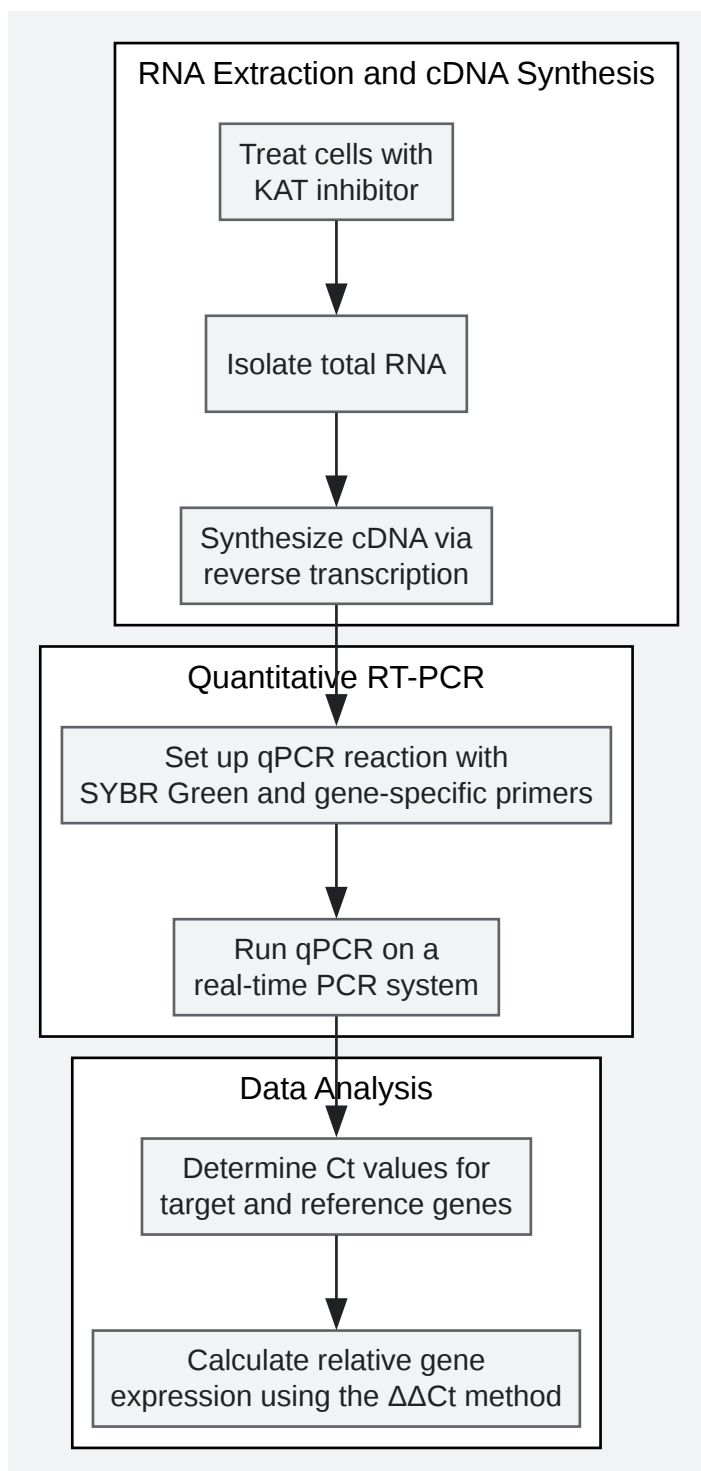 RNA Extraction and cDNA Synthesis
Treat cells with
KAT inhibitor
Isolate total RNA
Synthesize cDNA via
reverse transcription
Quantitative RT-PCR
Set up qPCR reaction with
SYBR Green and gene-specific primers
Run qPCR on a
real-time PCR system
Data Analysis
Determine Ct values for
target and reference genes
Calculate relative gene
expression using the ΔΔCt method